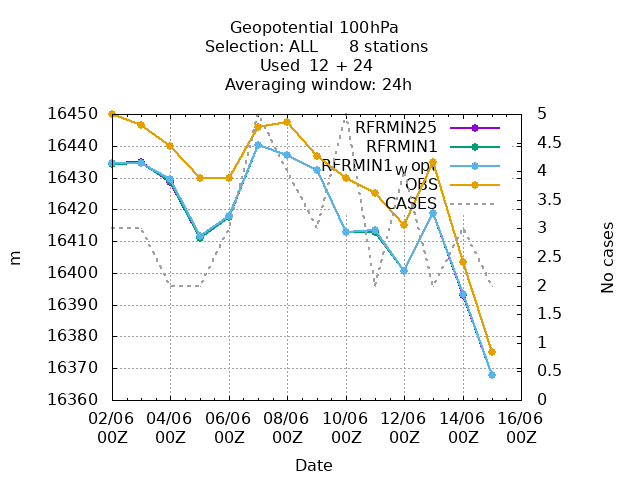 Geopotential 100hPa
Selection: ALL 8 stations
Used 12 + 24
Averaging window: 24h
16450
16440
16430
16420
16410
16400
16390
16380
16370
16360
m
RFRMIN25
RFRMIN1
RFRMIN1w op
OBS
CASES
5
4.5
4
3.5
3
2.5
2
1.5
1
0.5
0
No cases
02/06 04/06 06/06 08/06 10/06 12/06 14/06 16/06
00Z 00Z 00Z 00Z 00Z 00Z 00Z 00Z
Date